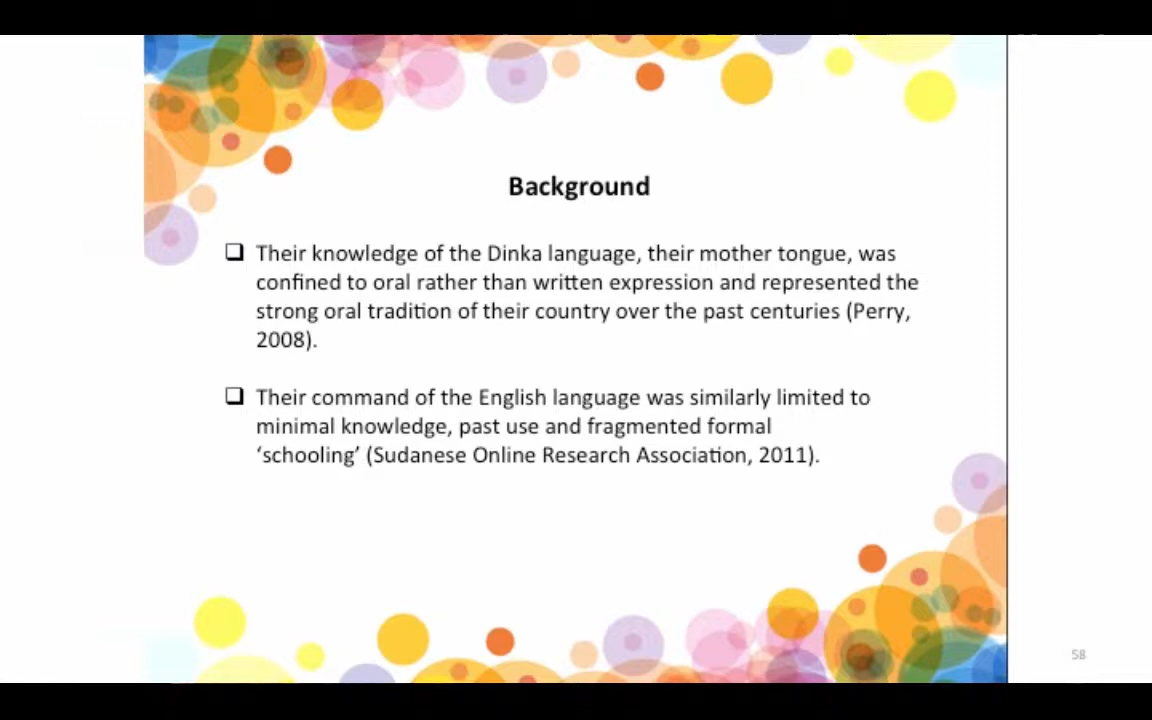 Background
❑ Their knowledge of the Dinka language, their mother tongue, was
confined to oral rather than written expression and represented the
strong oral tradition of their country over the past centuries (Perry,
2008).
❑ Their command of the English language was similarly limited to
minimal knowledge, past use and fragmented formal
‘schooling’ (Sudanese Online Research Association, 2011).
58